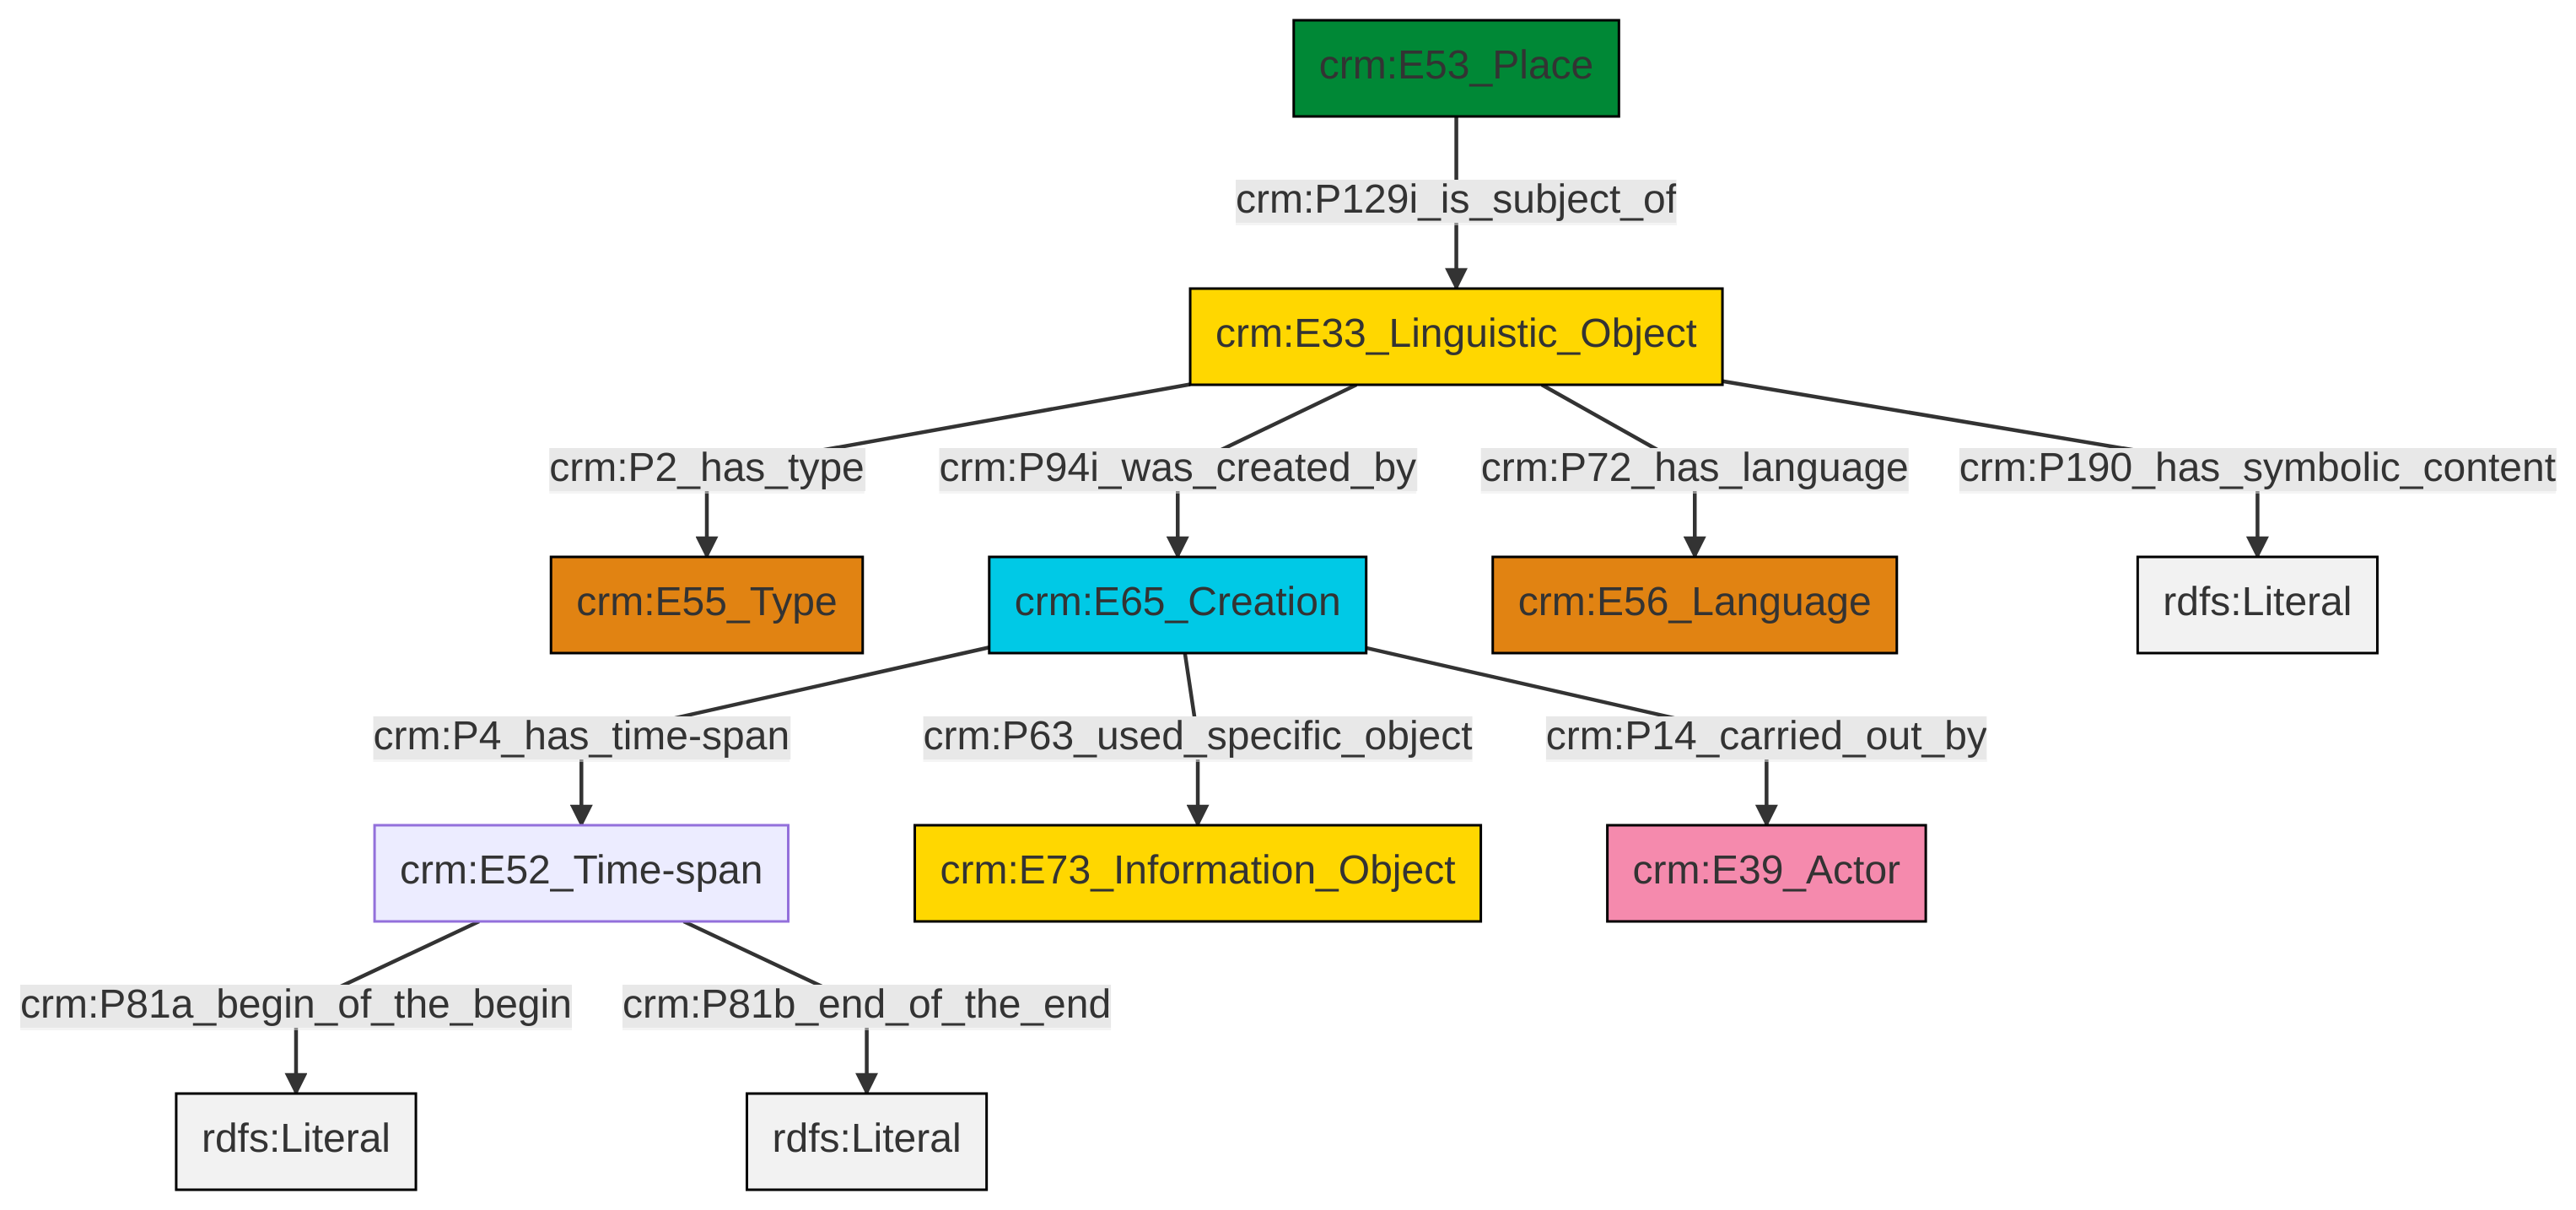 crm:E53_Place
crm:P129i_is_subject_of
crm:E33_Linguistic_Object
crm:P2_has_type
crm:P94i_was_created_by
crm:P72_has_language
crm:P190_has_symbolic_content
crm:E55_Type
crm:E65_Creation
crm:E56_Language
rdfs:Literal
crm:P4_has_time-span
crm:P63_used_specific_object
crm:P14_carried_out_by
crm:E52_Time-span
crm:E73_Information_Object
crm:E39_Actor
crm:P81a_begin_of_the_begin
crm:P81b_end_of_the_end
rdfs:Literal
rdfs:Literal